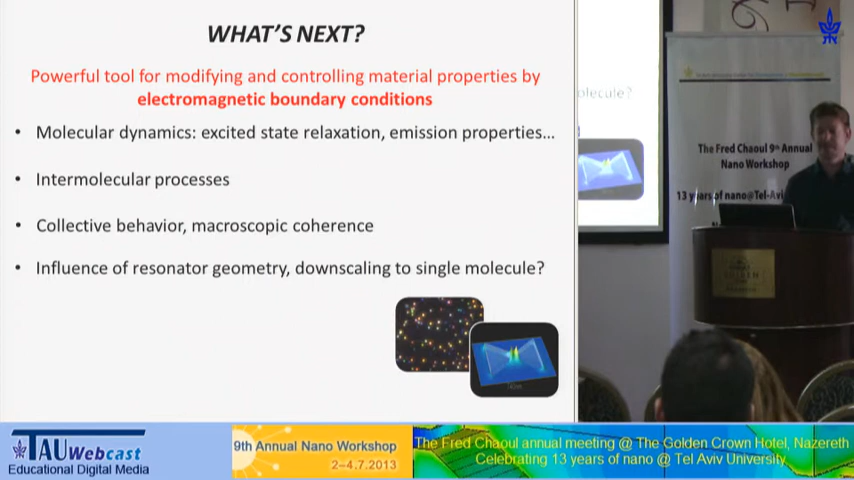 WHAT'S NEXT?
Powerful tool for modifying and controlling material properties by
electromagnetic boundary conditions
• Molecular dynamics: excited state relaxation, emission properties...
• Intermolecular processes
• Collective behavior, macroscopic coherence
• Influence of resonator geometry, downscaling to single molecule?
olecule?
The Fred Chaoul 9th Annual
Nano Workshop
13 years of nano@Tel-Aviv
TAU Webcast
Educational Digital Media
9th Annual Nano Workshop
2–4.7.2013
The Fred Chaoul annual meeting @ The Golden Crown Hotel, Nazereth
Celebrating 13 years of nano @ Tel Aviv University